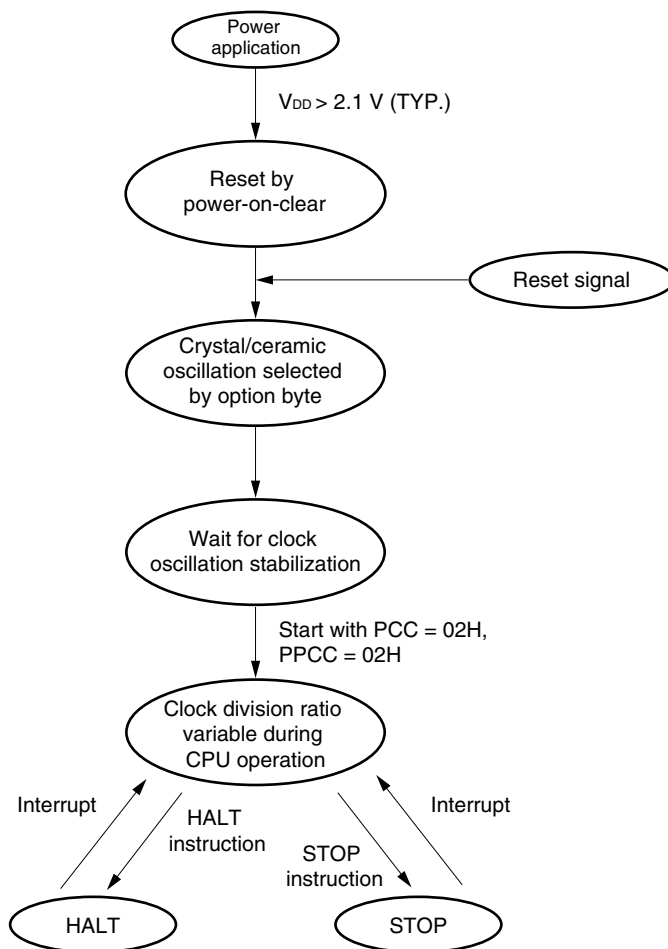 Power
application
VDD > 2.1 V (TYP.)
Reset by
power-on-clear
Reset signal
Crystal/ceramic
oscillation selected
by option byte
Wait for clock
oscillation stabilization
Start with PCC = 02H,
PPCC = 02H
Clock division ratio
variable during
CPU operation
Interrupt
HALT
instruction
STOP
instruction
Interrupt
HALT
STOP